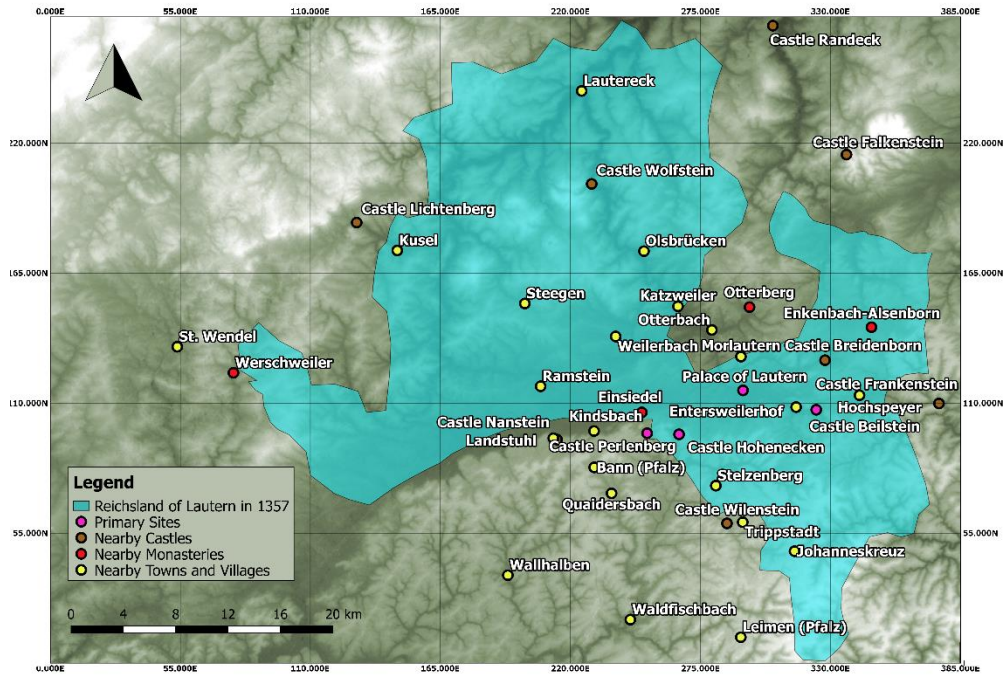 0.000E 55.000E 110.000E 165.000E 220.000E 275.000E 330.000E 385.000E
Castle Randeck
Lautereck
220.000N 220.000N
Castle Falkenstein
Castle Wolfstein
Castle Lichtenberg
Kusel
Olsbrücken
165.000N 165.000N
Steegen
Katzweiler
Otterberg
Enkenbach-Alsenborn
Otterbach
St. Wendel
Weilerbach
Morlautern
Castle Breidenborn
Werschweiler
Ramstein
Palace of Lautern
Castle Frankenstein
Einsiedel
110.000N 110.000N
Kindsbach
Entersweilerhof
Hochspeyer
Castle Nanstein
Castle Beilstein
Landstuhl
Castle Perlenberg
Castle Hohenecken
Bann (Pfalz)
Stelzenberg
Quaidersbach
Castle Wilenstein
Trippstadt
55.000N 55.000N
Johanneskreuz
Wallhalben
Waldfischbach
Leimen (Pfalz)
Legend
Reichsland of Lautern in 1357
Primary Sites
Nearby Castles
Nearby Monasteries
Nearby Towns and Villages
0 4 8 12 16 20 km
0.000N 0.000N
0.000E 55.000E 110.000E 165.000E 220.000E 275.000E 330.000E 385.000E